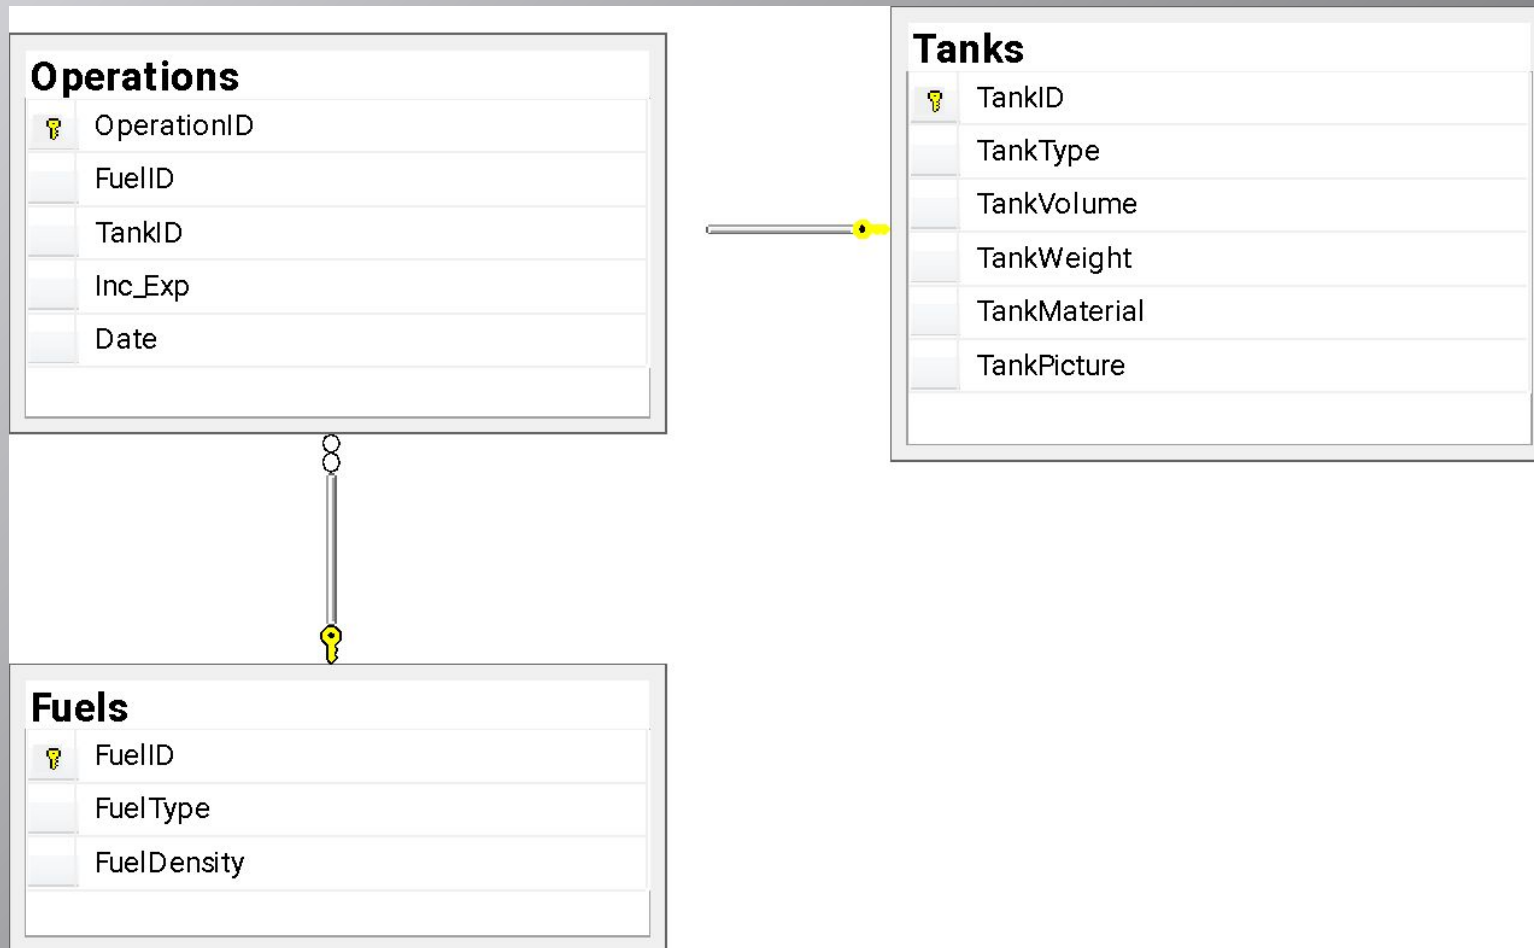 Operations
OperationID
FuelID
TankID
Inc_Exp
Date
Tanks
TankID
TankType
TankVolume
TankWeight
TankMaterial
TankPicture
Fuels
FuelID
FuelType
FuelDensity